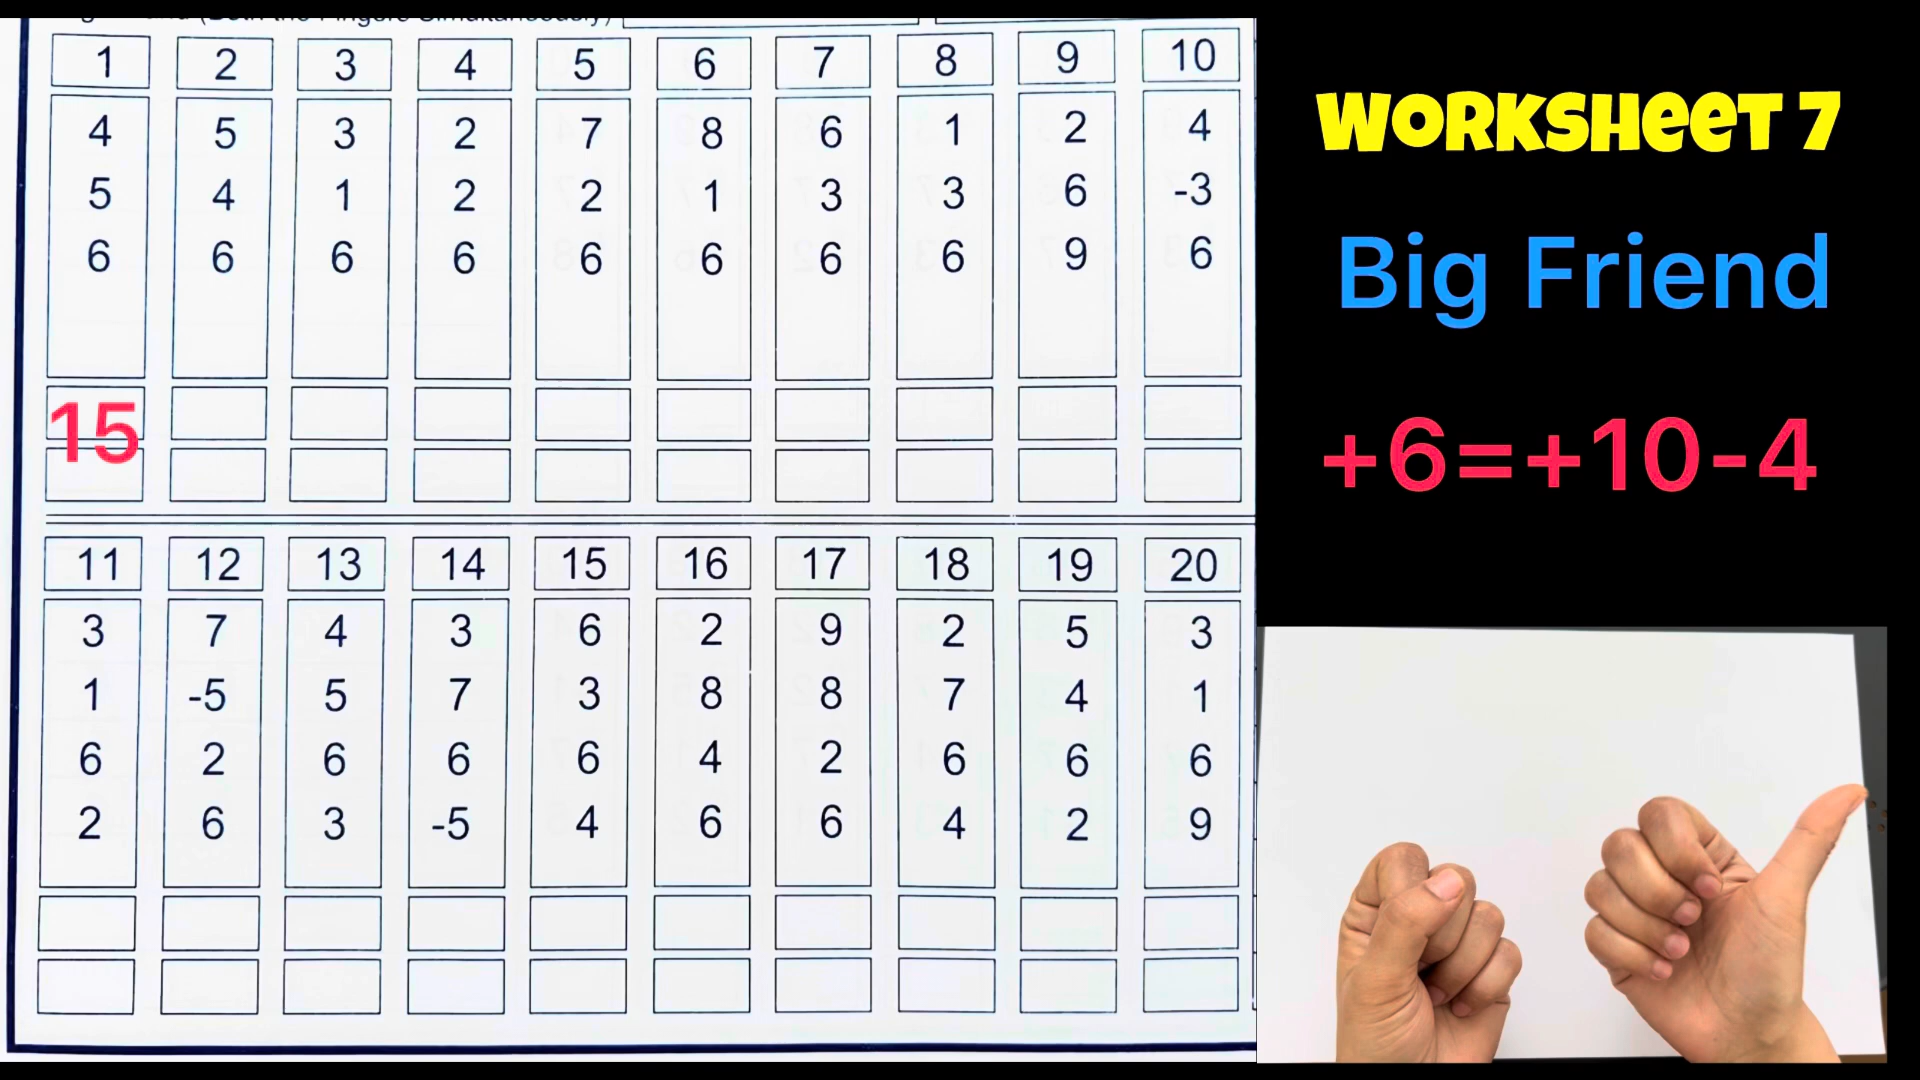 (Both the Fingers Simultaneously)
1 2 3 4 5 6 7 8 9 10
4 5 3 2 7 8 6 1 2 4
5 4 1 2 2 1 3 3 6 -3
6 6 6 6 6 6 6 6 9 6
15
11 12 13 14 15 16 17 18 19 20
3 7 4 3 6 2 9 2 5 3
1 -5 5 7 3 8 8 7 4 1
6 2 6 6 6 4 2 6 6 6
2 6 3 -5 4 6 6 4 2 9
WORKSHeeT 7
Big Friend
+6=+10-4